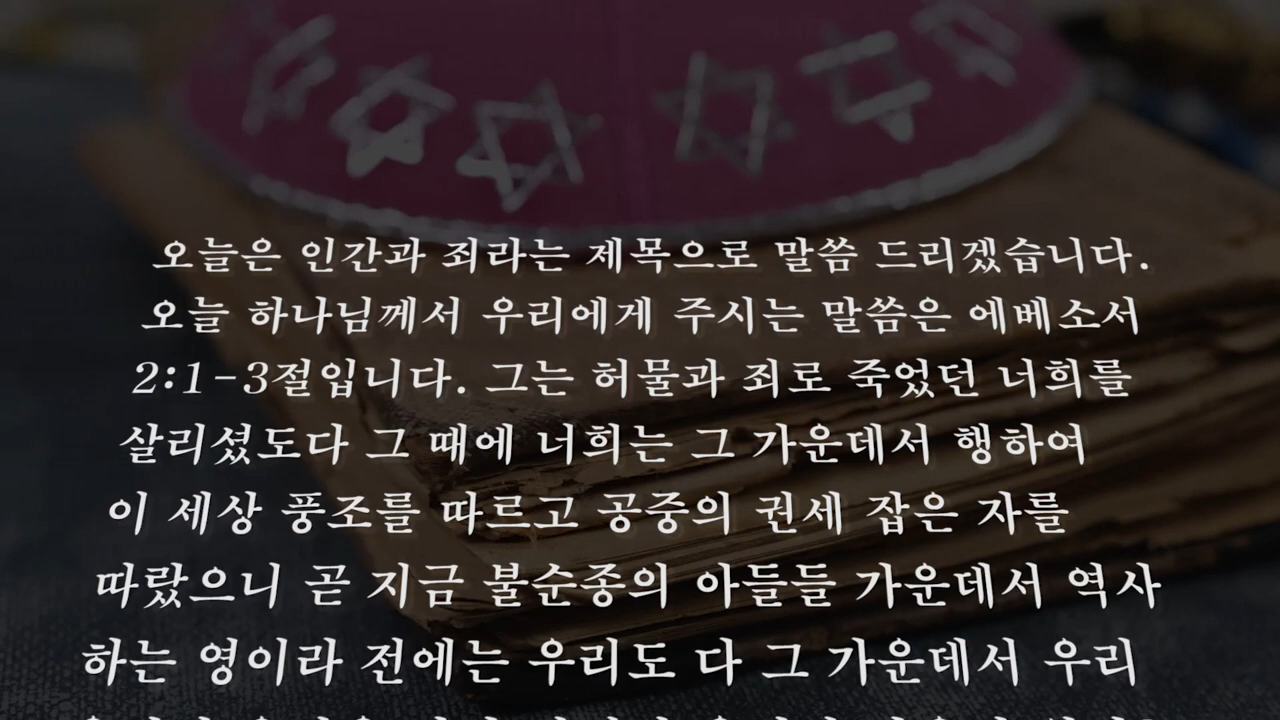 오늘은 인간과 죄라는 제목으로 말씀 드리겠습니다.
오늘 하나님께서 우리에게 주시는 말씀은 에베소서
2:1-3절입니다. 그는 허물과 죄로 죽었던 너희를
살리셨도다 그 때에 너희는 그 가운데서 행하여
이 세상 풍조를 따르고 공중의 권세 잡은 자를
따랐으니 곧 지금 불순종의 아들들 가운데서 역사
하는 영이라 전에는 우리도 다 그 가운데서 우리